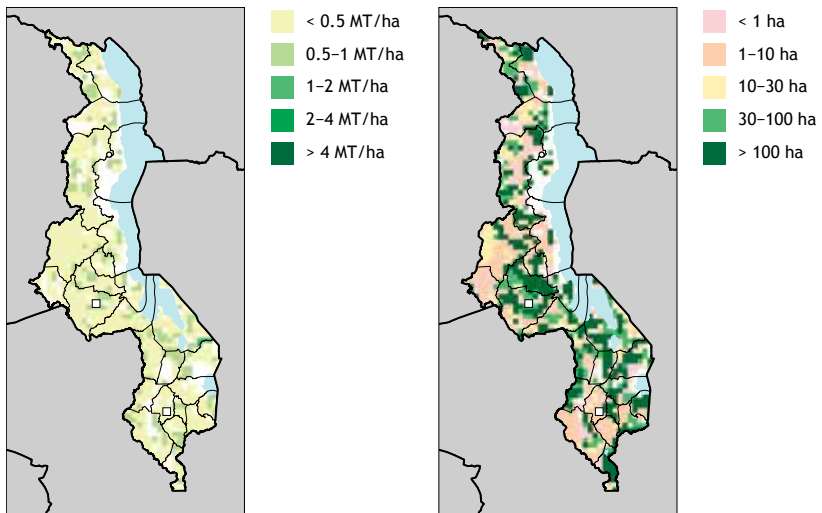 < 0.5 MT/ha
0.5–1 MT/ha
1–2 MT/ha
2–4 MT/ha
> 4 MT/ha
< 1 ha
1–10 ha
10–30 ha
30–100 ha
> 100 ha